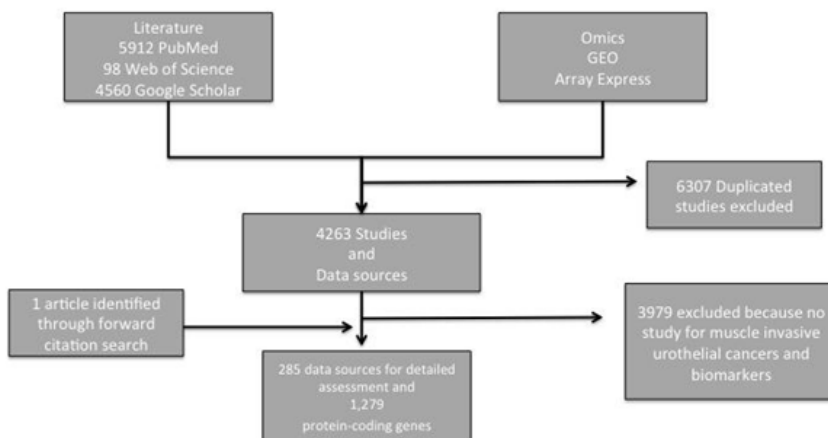 Literature
5912 PubMed
98 Web of Science
4560 Google Scholar
Omics
GEO
Array Express
6307 Duplicated
studies excluded
4263 Studies
and
Data sources
1 article identified
through forward
citation search
3979 excluded because no
study for muscle invasive
urothelial cancers and
biomarkers
285 data sources for detailed
assessment and
1,279
protein-coding genes